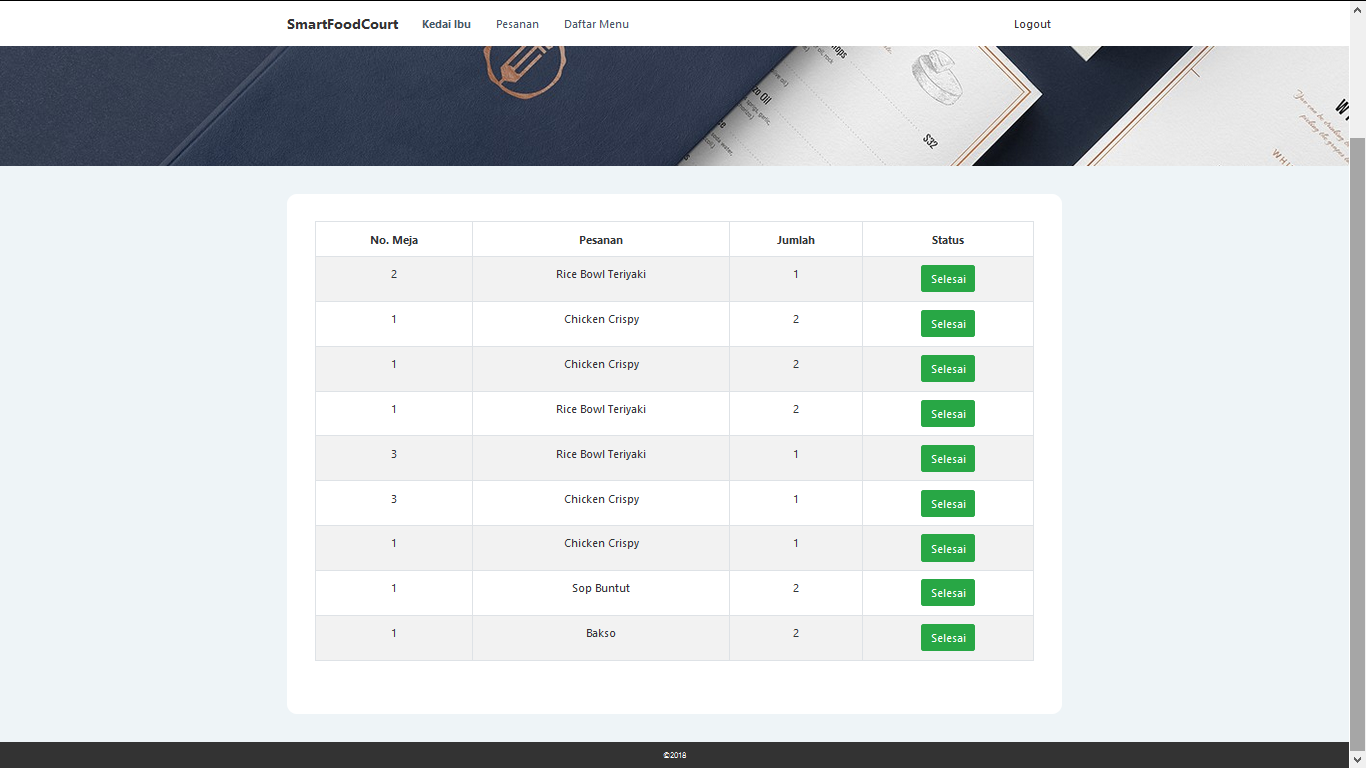 SmartFoodCourt Kedai Ibu Pesanan Daftar Menu Logout
zo Oil
$32
No. Meja Pesanan Jumlah Status
2 Rice Bowl Teriyaki 1 Selesai
1 Chicken Crispy 2 Selesai
1 Chicken Crispy 2 Selesai
1 Rice Bowl Teriyaki 2 Selesai
3 Rice Bowl Teriyaki 1 Selesai
3 Chicken Crispy 1 Selesai
1 Chicken Crispy 1 Selesai
1 Sop Buntut 2 Selesai
1 Bakso 2 Selesai
©2018